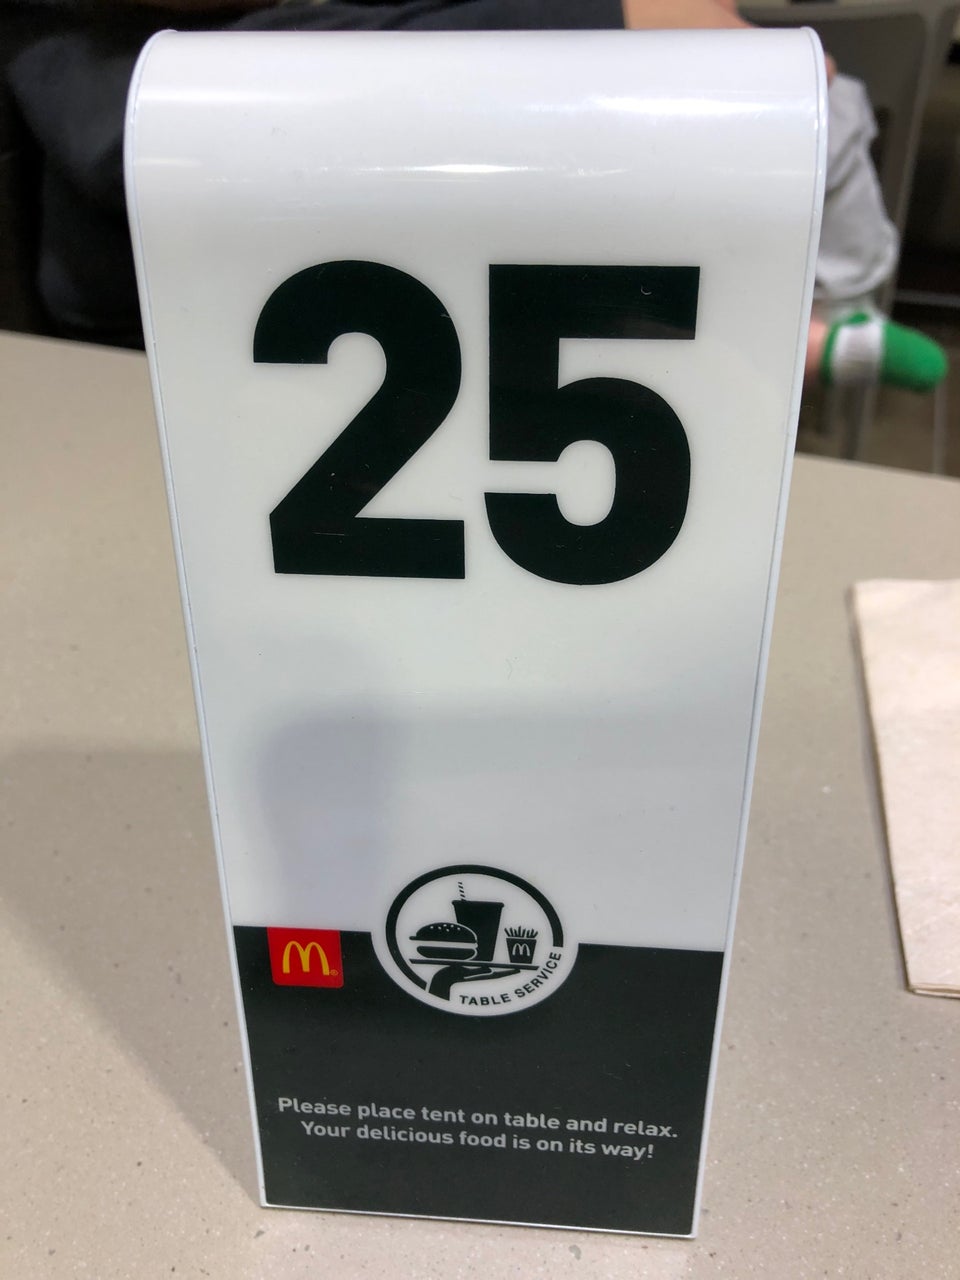 25
TABLE SERVICE
Please place tent on table and relax.
Your delicious food is on its way!